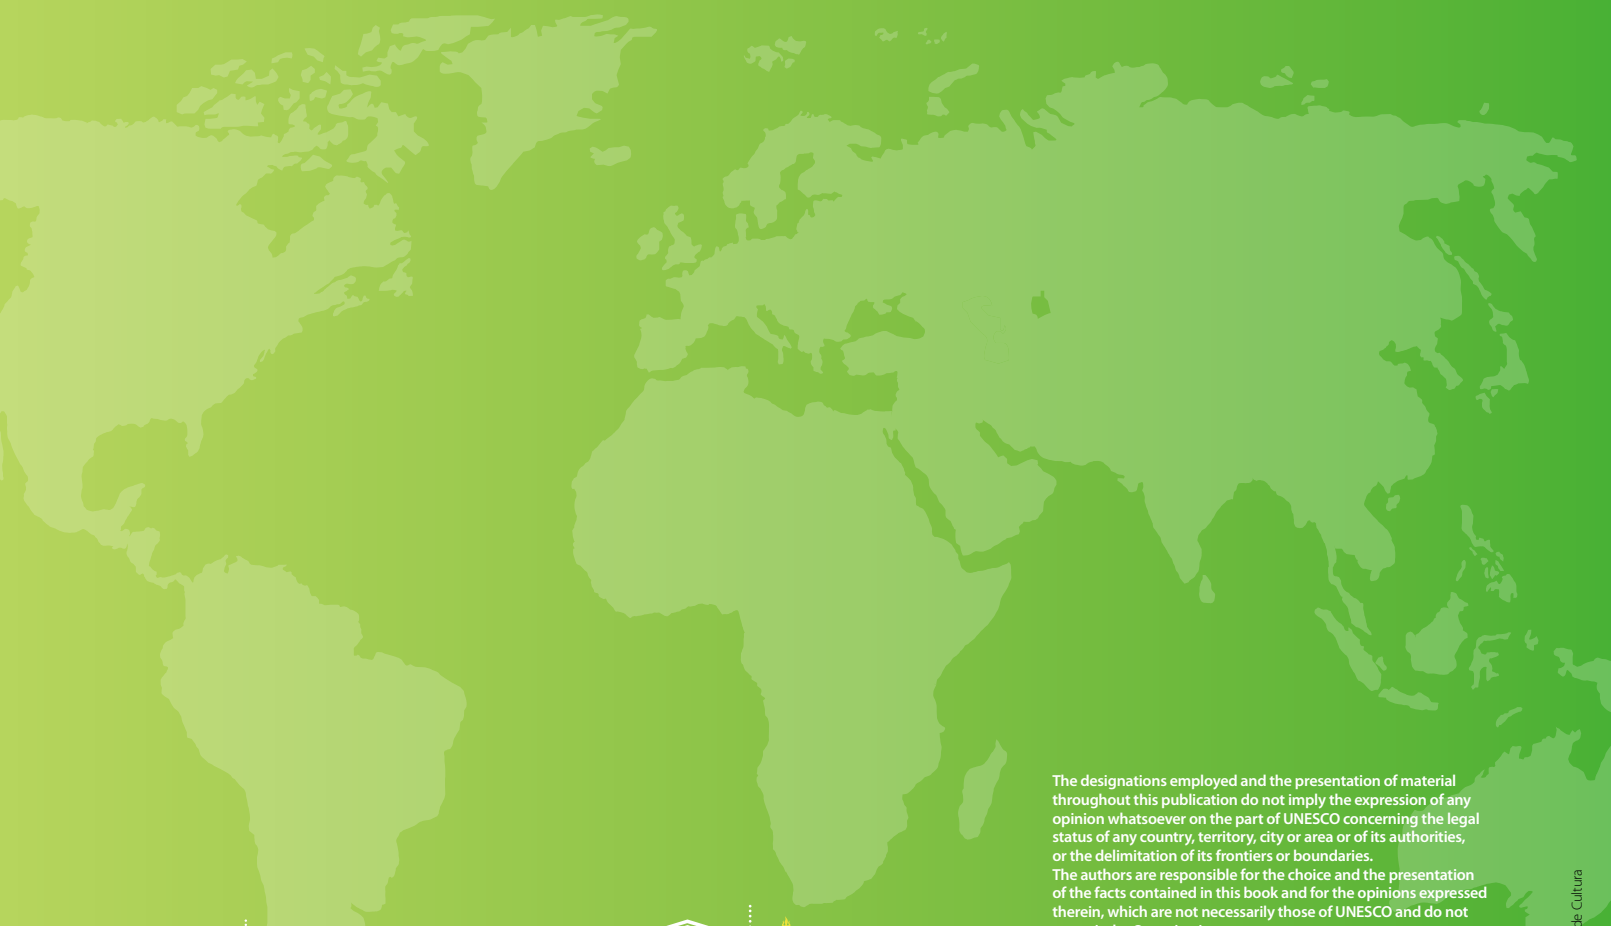 The designations employed and the presentation of material
throughout this publication do not imply the expression of any
opinion whatsoever on the part of UNESCO concerning the legal
status of any country, territory, city or area or of its authorities,
or the delimitation of its frontiers or boundaries.
The authors are responsible for the choice and the presentation
of the facts contained in this book and for the opinions expressed
therein, which are not necessarily those of UNESCO and do not
de Cultura